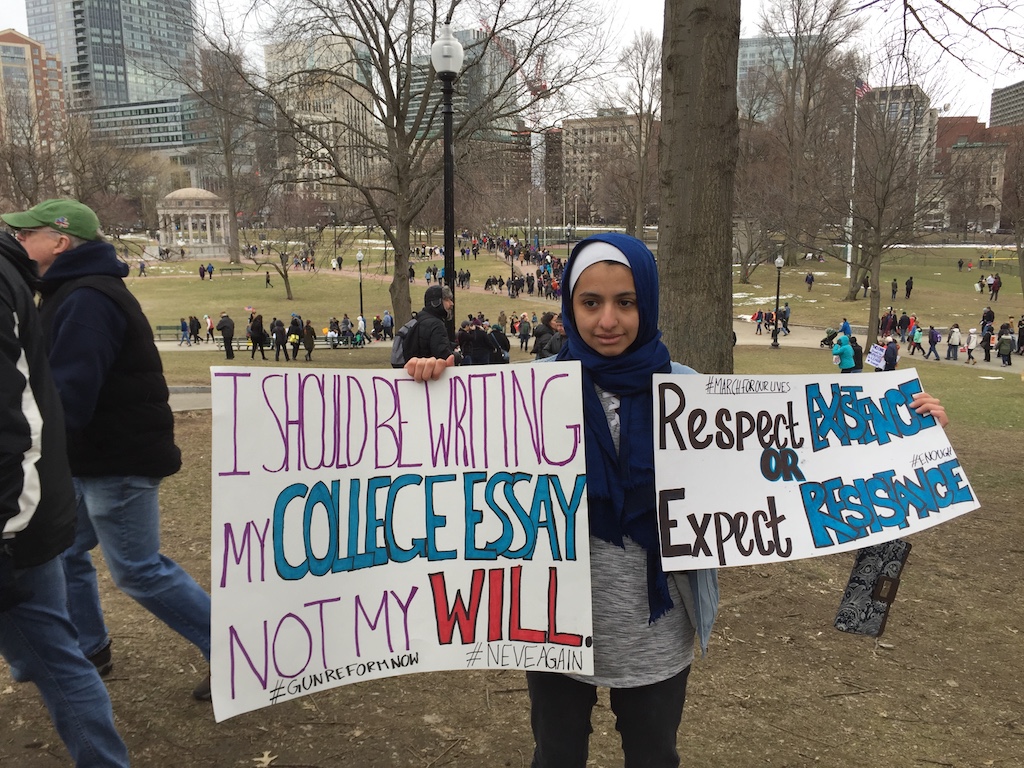 I SHOULD BE WRITING
MY COLLEGE ESSAY
NOT MY WILL.
#GUNREFORMNOW
#NEVEAGAIN
#MARCHFOROURLIVES
Respect EXISTENCE
OR
#ENOUGH
Expect RESISTANCE